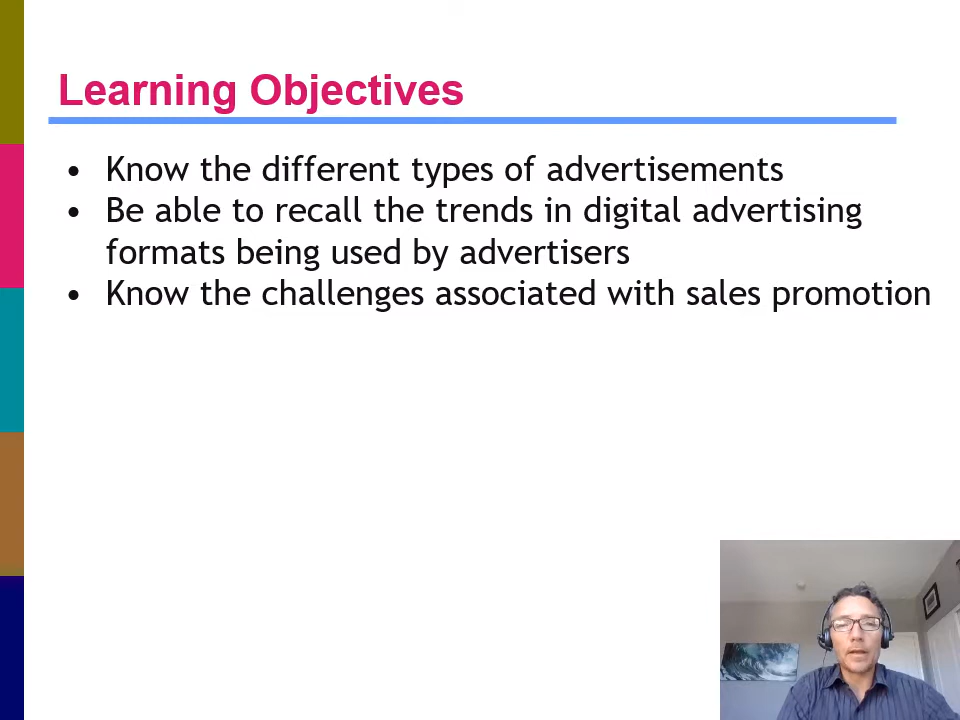 Learning Objectives
• Know the different types of advertisements
• Be able to recall the trends in digital advertising
formats being used by advertisers
• Know the challenges associated with sales promotion